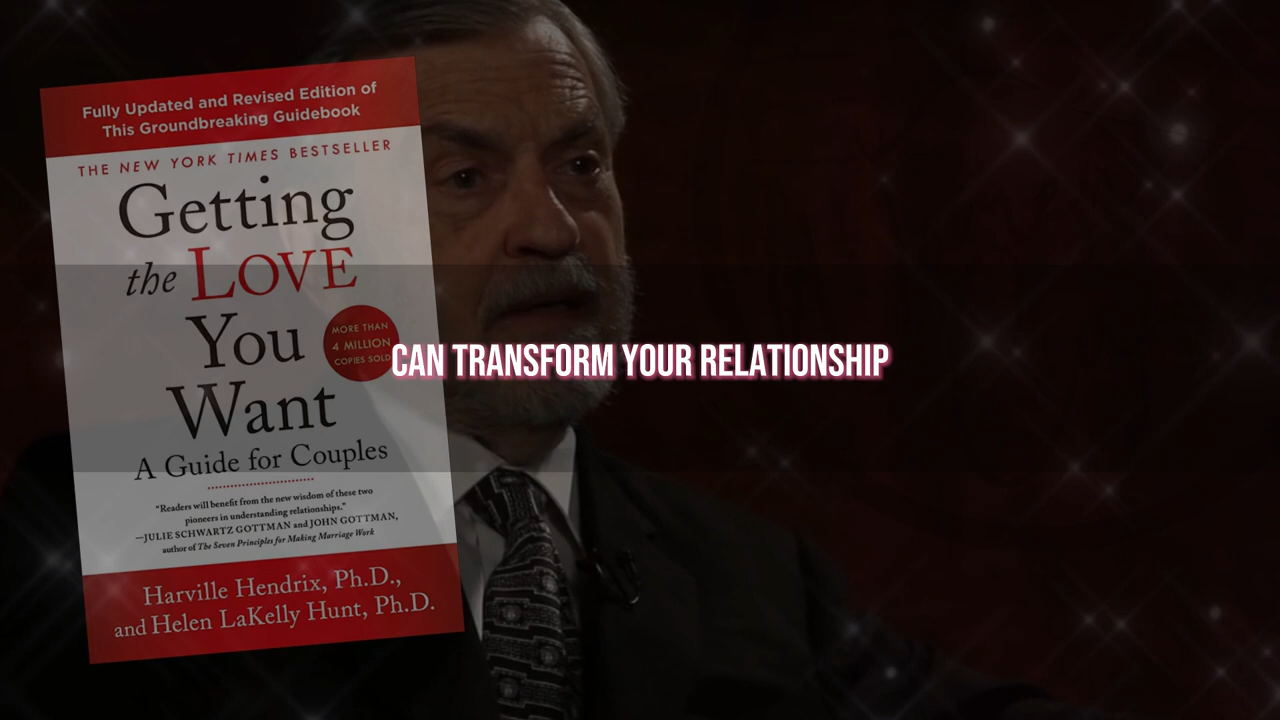 Fully Updated and Revised Edition of
This Groundbreaking Guidebook
THE NEW YORK TIMES BESTSELLER
Getting
the LOVE
You
Want
MORE THAN
4 MILLION
COPIES SOLD
A Guide for Couples
"Readers will benefit from the new wisdom of these two
pioneers in understanding relationships."
—JULIE SCHWARTZ GOTTMAN and JOHN GOTTMAN,
author of The Seven Principles for Making Marriage Work
Harville Hendrix, Ph.D.,
and Helen LaKelly Hunt, Ph.D.
CAN TRANSFORM YOUR RELATIONSHIP